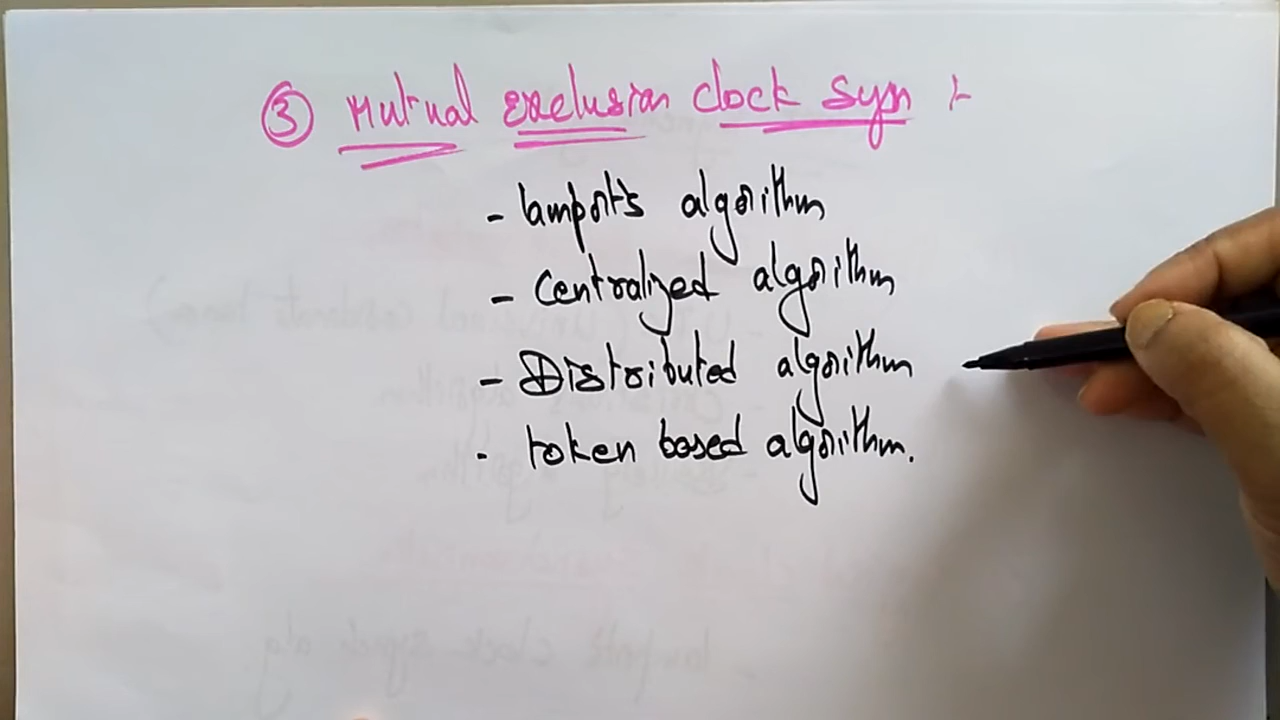 ③ Mutual Exclusion clock syn :-
- lamport's algorithm
- Centralized algorithm
- Distributed algorithm
- token based algorithm.